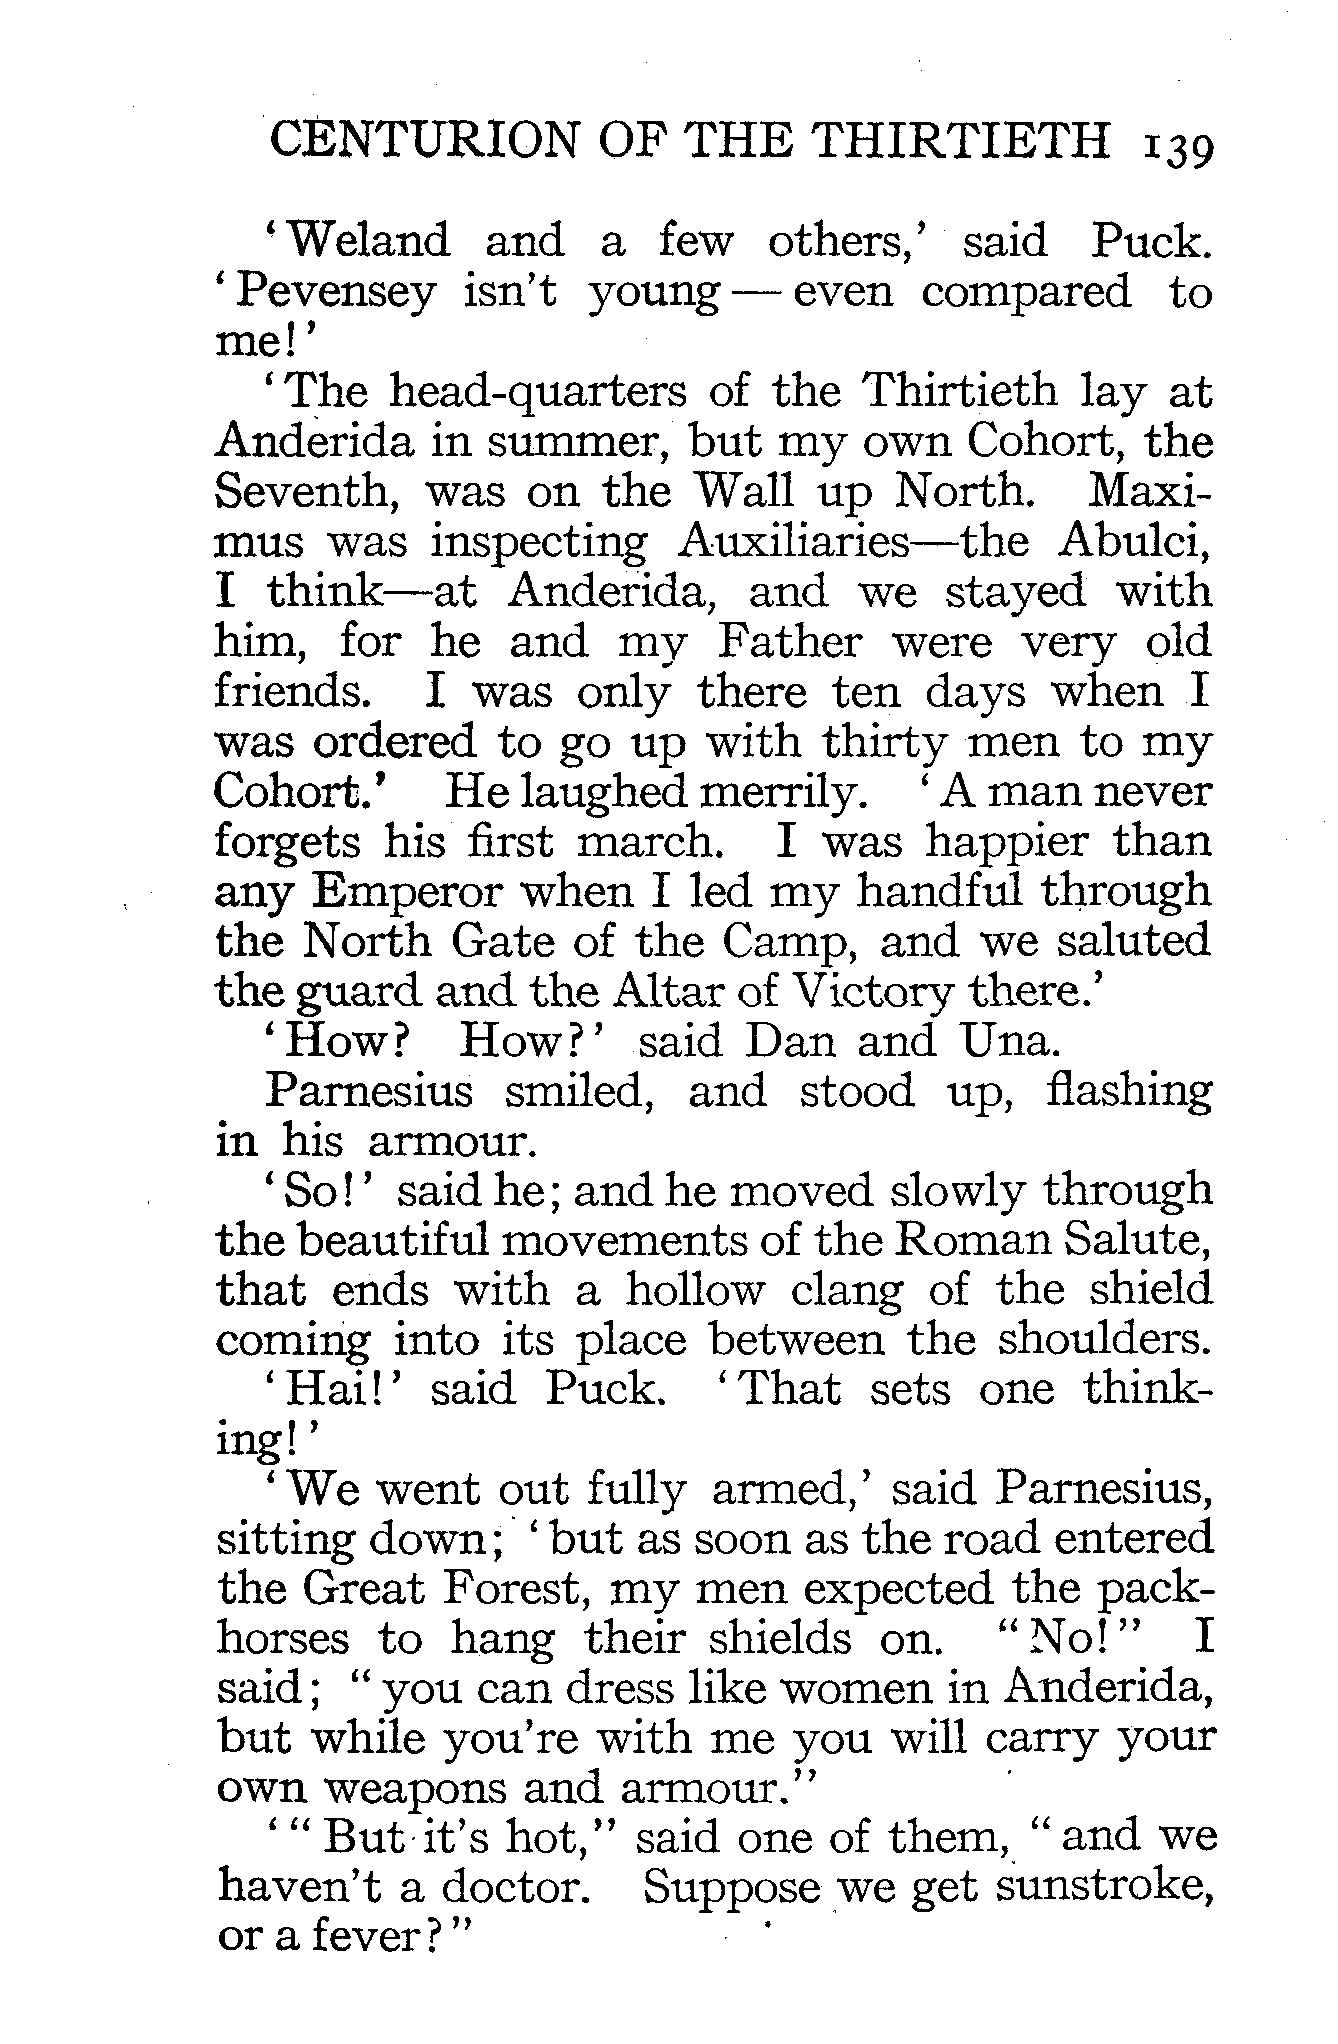 CENTURION OF THE THIRTIETH 139
‘Weland and a few others,’ said Puck.
‘Pevensey isn’t young — even compared to
me!’
‘The head-quarters of the Thirtieth lay at
Anderida in summer, but my own Cohort, the
Seventh, was on the Wall up North. Maxi-
mus was inspecting Auxiliaries—the Abulci,
I think—at Anderida, and we stayed with
him, for he and my Father were very old
friends. I was only there ten days when I
was ordered to go up with thirty men to my
Cohort.’ He laughed merrily. ‘A man never
forgets his first march. I was happier than
any Emperor when I led my handful through
the North Gate of the Camp, and we saluted
the guard and the Altar of Victory there.’
‘How? How?’ said Dan and Una.
Parnesius smiled, and stood up, flashing
in his armour.
‘So!’ said he; and he moved slowly through
the beautiful movements of the Roman Salute,
that ends with a hollow clang of the shield
coming into its place between the shoulders.
‘Hai!’ said Puck. ‘That sets one think-
ing!’
‘We went out fully armed,’ said Parnesius,
sitting down; ‘but as soon as the road entered
the Great Forest, my men expected the pack-
horses to hang their shields on. “No!” I
said; “you can dress like women in Anderida,
but while you’re with me you will carry your
own weapons and armour.”
‘“But it’s hot,” said one of them, “and we
haven’t a doctor. Suppose we get sunstroke,
or a fever?”